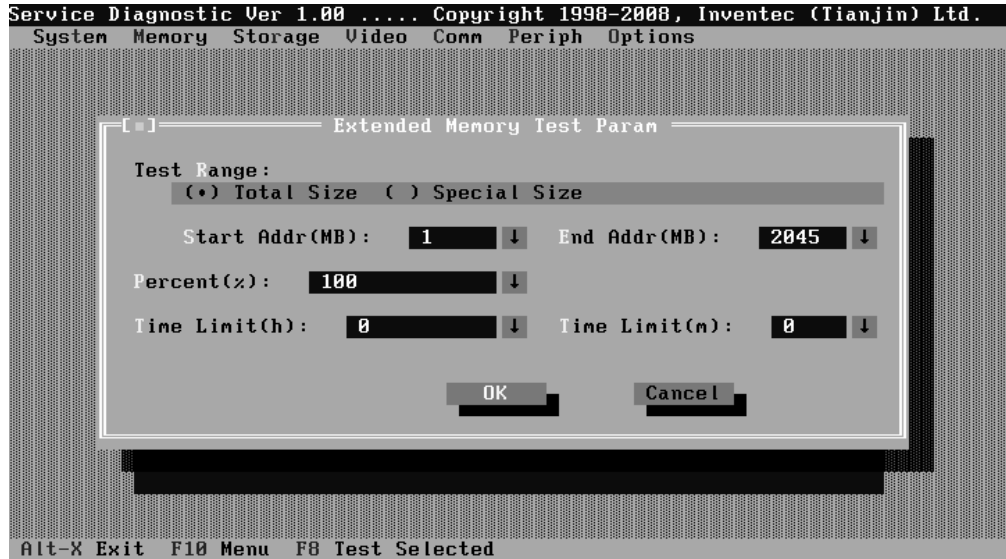 Service Diagnostic Ver 1.00 ..... Copyright 1998-2008, Inventec (Tianjin) Ltd.
System Memory Storage Video Comm Periph Options
[■] Extended Memory Test Param
Test Range:
(•) Total Size ( ) Special Size
Start Addr(MB): 1 ↓ End Addr(MB): 2045 ↓
Percent(%): 100 ↓
Time Limit(h): 0 ↓ Time Limit(m): 0 ↓
OK Cancel
Alt-X Exit F10 Menu F8 Test Selected